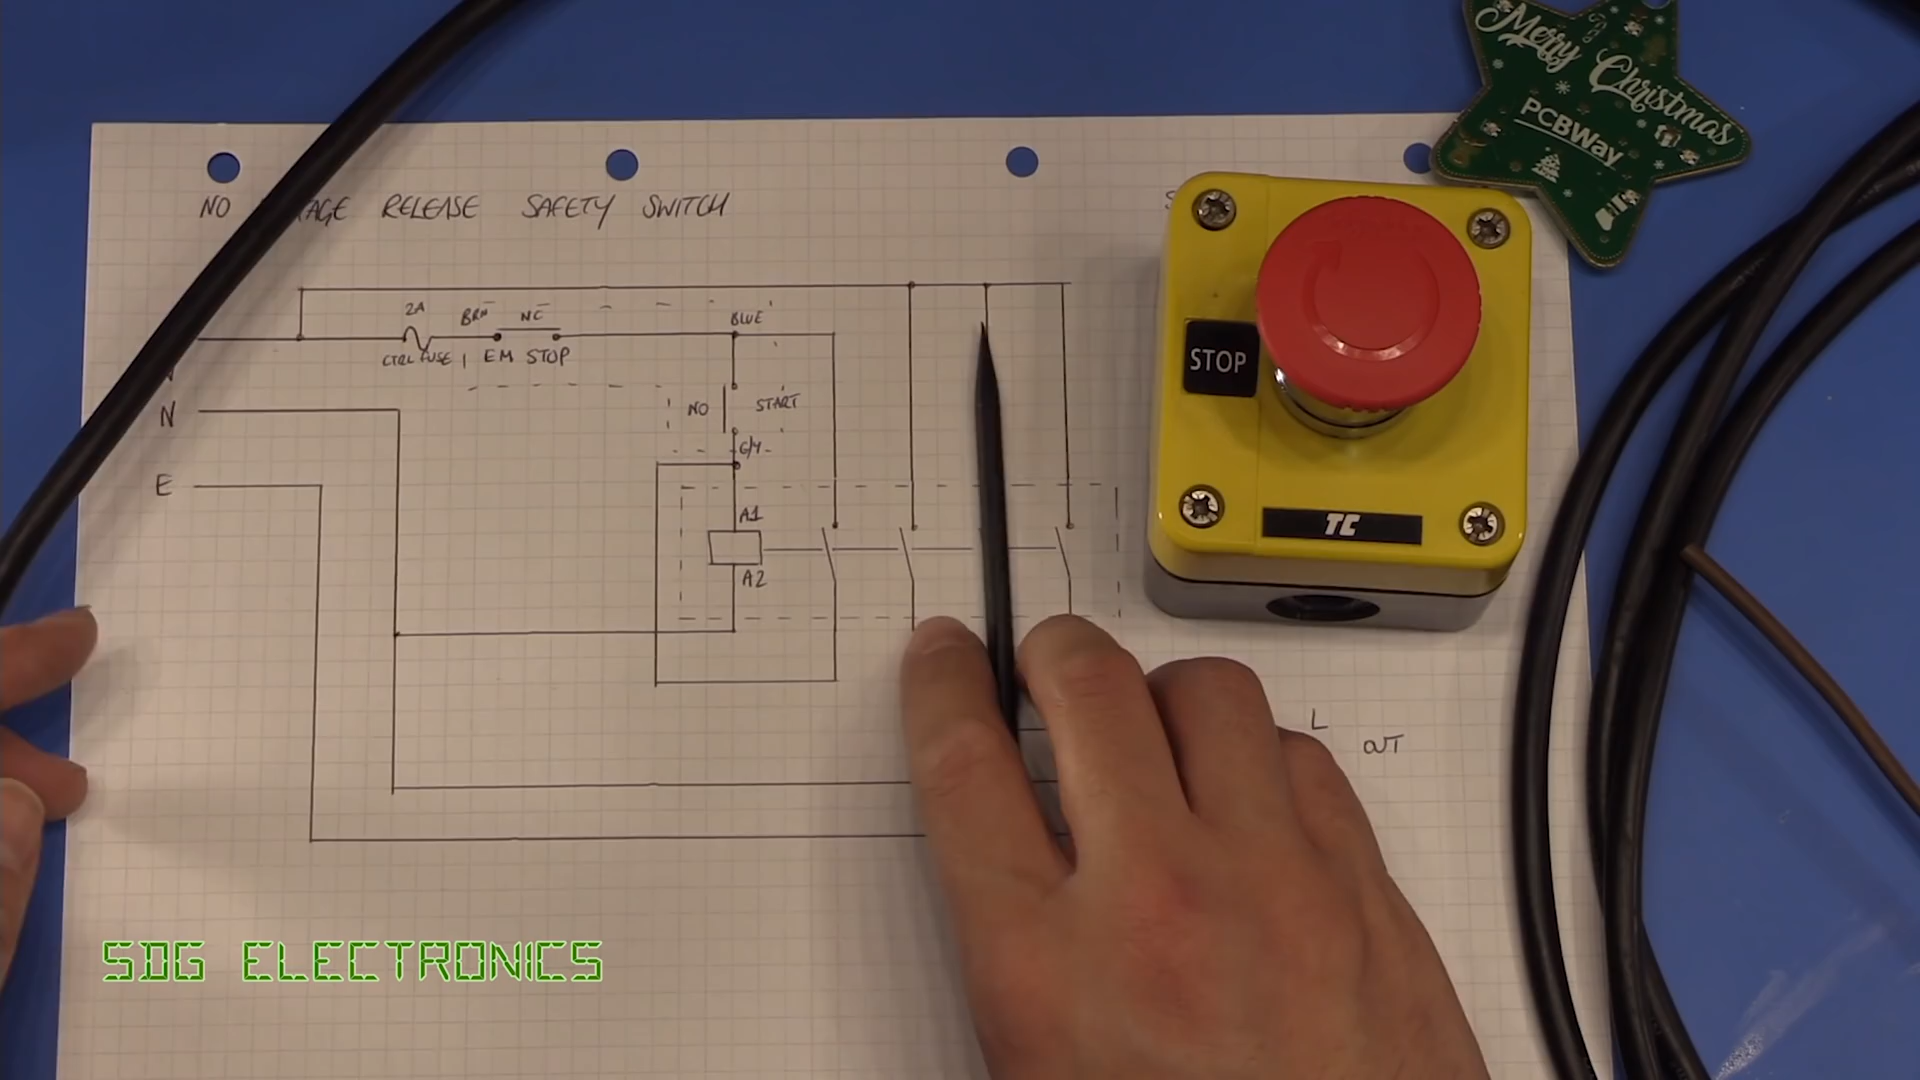 Merry
Christmas
PCBWay
NO RELEASE SAFETY SWITCH
2A BRN NC BLUE
CTRL FUSE EM STOP
NO START
N
G/Y
E
A1
A2
STOP
TC
L
OUT
SDG ELECTRONICS